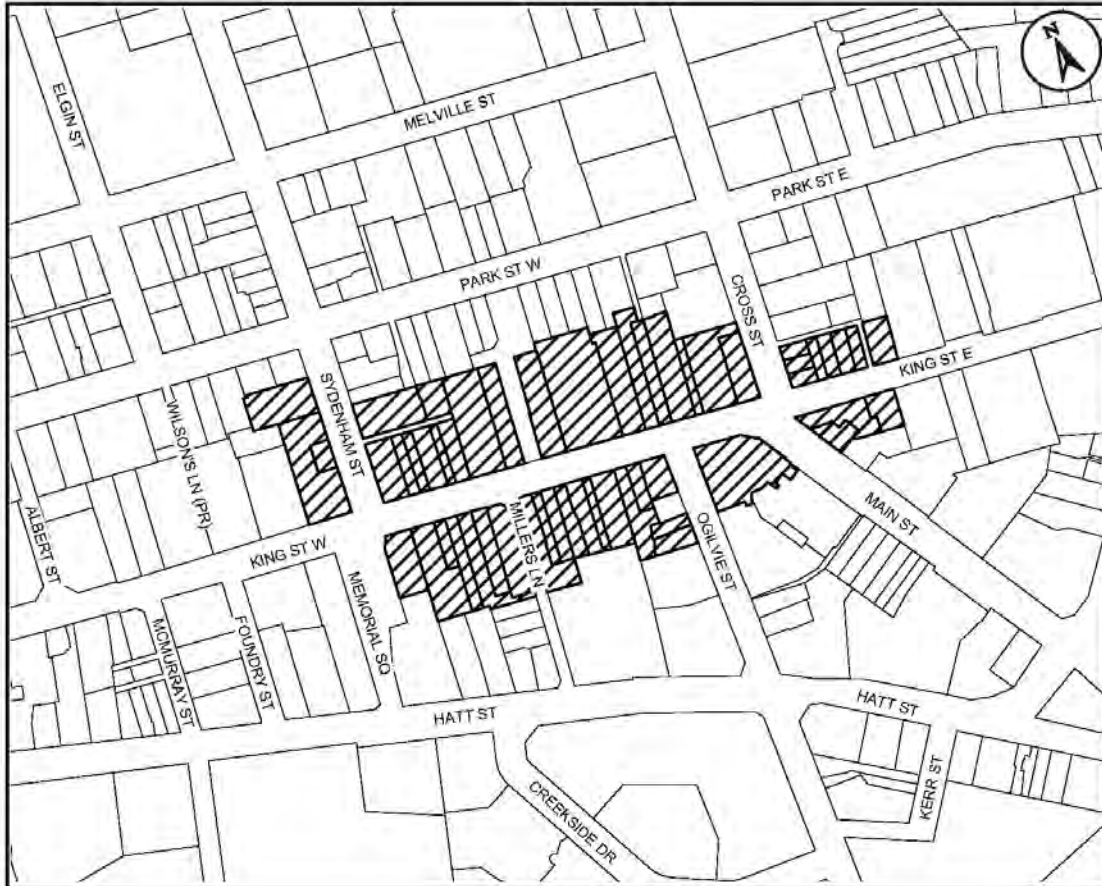 N
ELGIN ST
MELVILLE ST
PARK ST E
PARK ST W
CROSS ST
KING ST E
SYDENHAM ST
WILSON'S LN (PR)
ALBERT ST
KING ST W
MILLERS LN
OGILVIE ST
MAIN ST
MEMORIAL SQ
FOUNDRY ST
MCMURRAY ST
HATT ST
HATT ST
KERR ST
CREEKSIDE DR